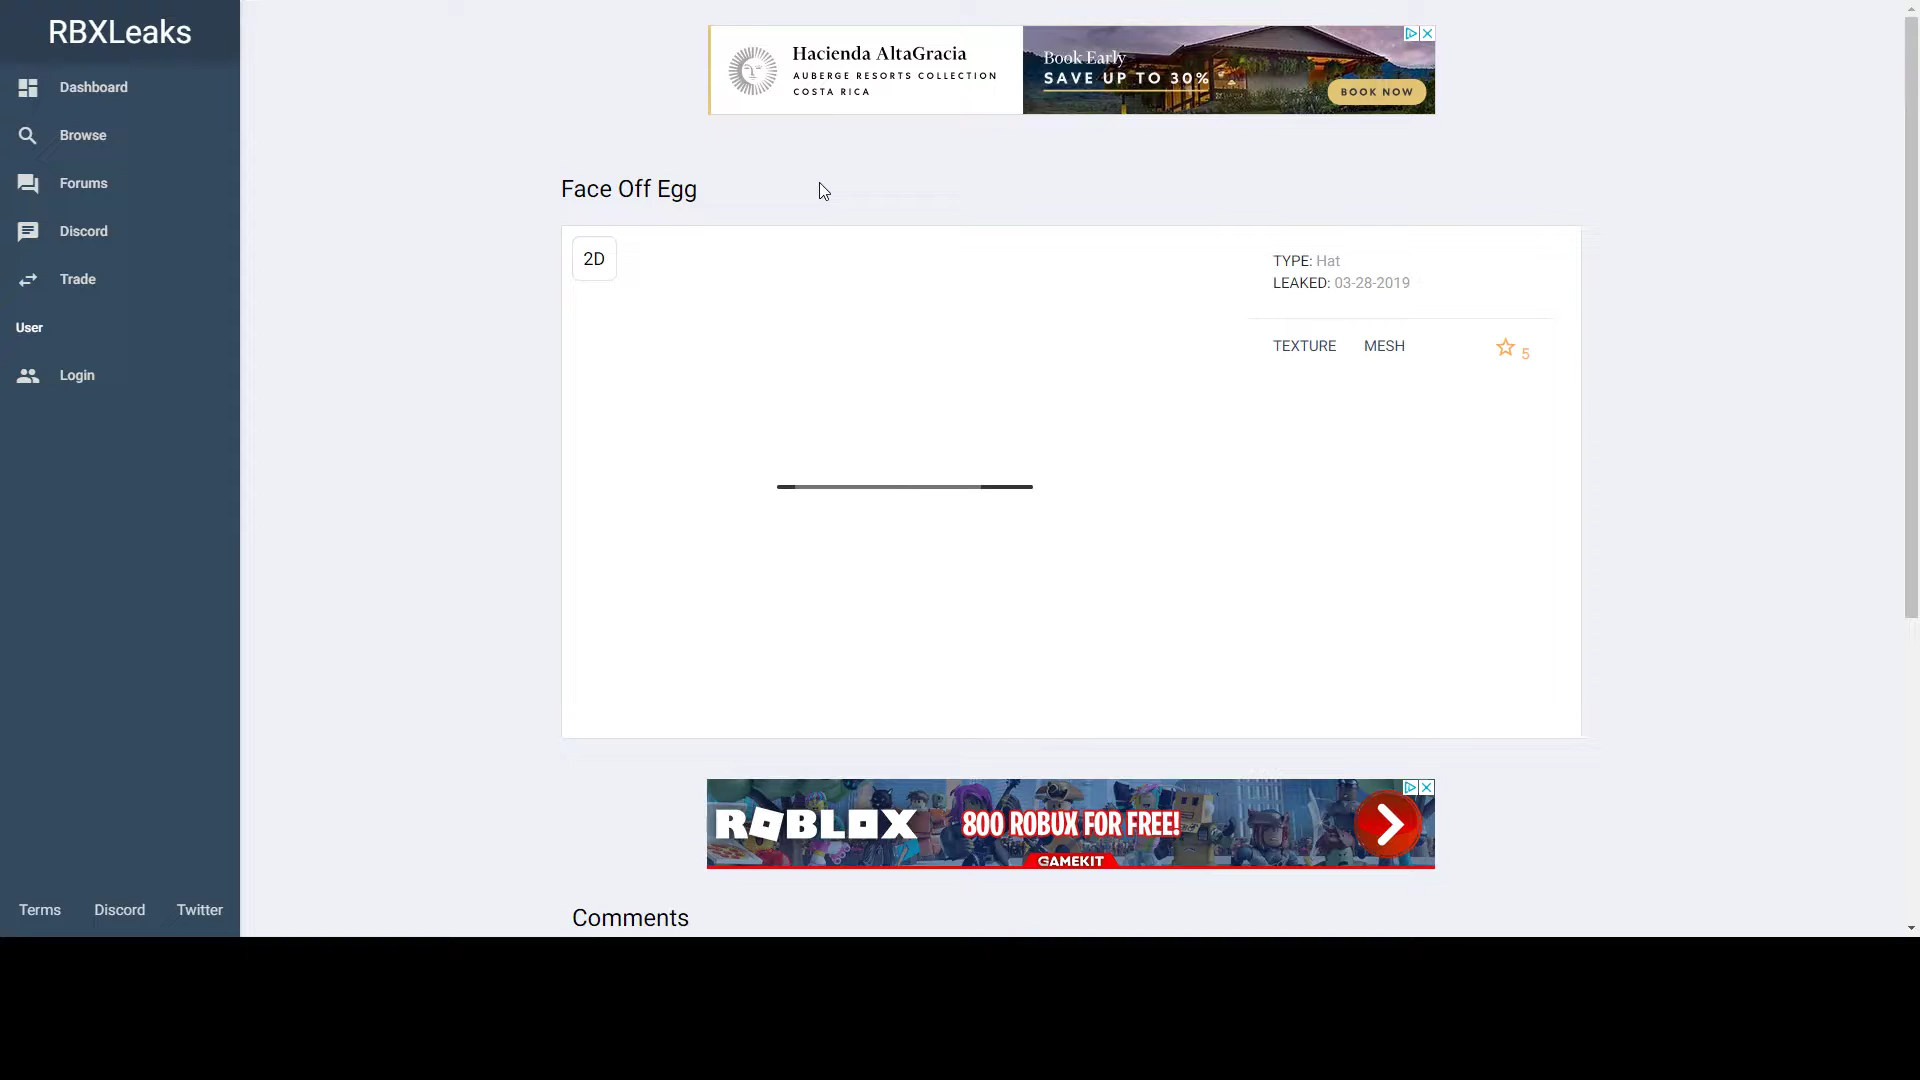 RBXLeaks
Dashboard
Browse
Forums
Discord
Trade
User
Login
Terms Discord Twitter
Hacienda AltaGracia
AUBERGE RESORTS COLLECTION
COSTA RICA
Book Early
SAVE UP TO 30%
BOOK NOW
Face Off Egg
2D
TYPE: Hat
LEAKED: 03-28-2019
TEXTURE MESH 5
ROBLOX 800 ROBUX FOR FREE!
GAMEKIT
Comments